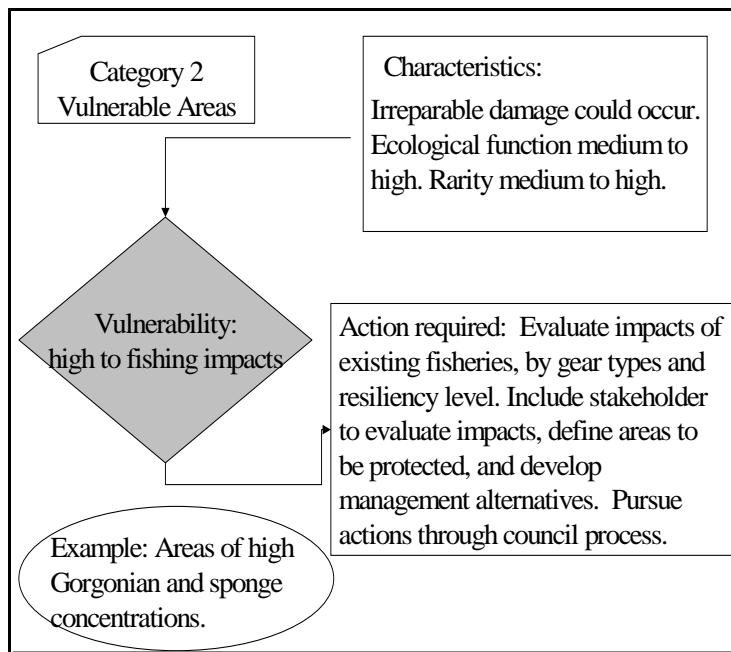 Category 2
Vulnerable Areas
Characteristics:
Irreparable damage could occur.
Ecological function medium to
high. Rarity medium to high.
Vulnerability:
high to fishing impacts
Action required: Evaluate impacts of
existing fisheries, by gear types and
resiliency level. Include stakeholder
to evaluate impacts, define areas to
be protected, and develop
management alternatives. Pursue
actions through council process.
Example: Areas of high
Gorgonian and sponge
concentrations.